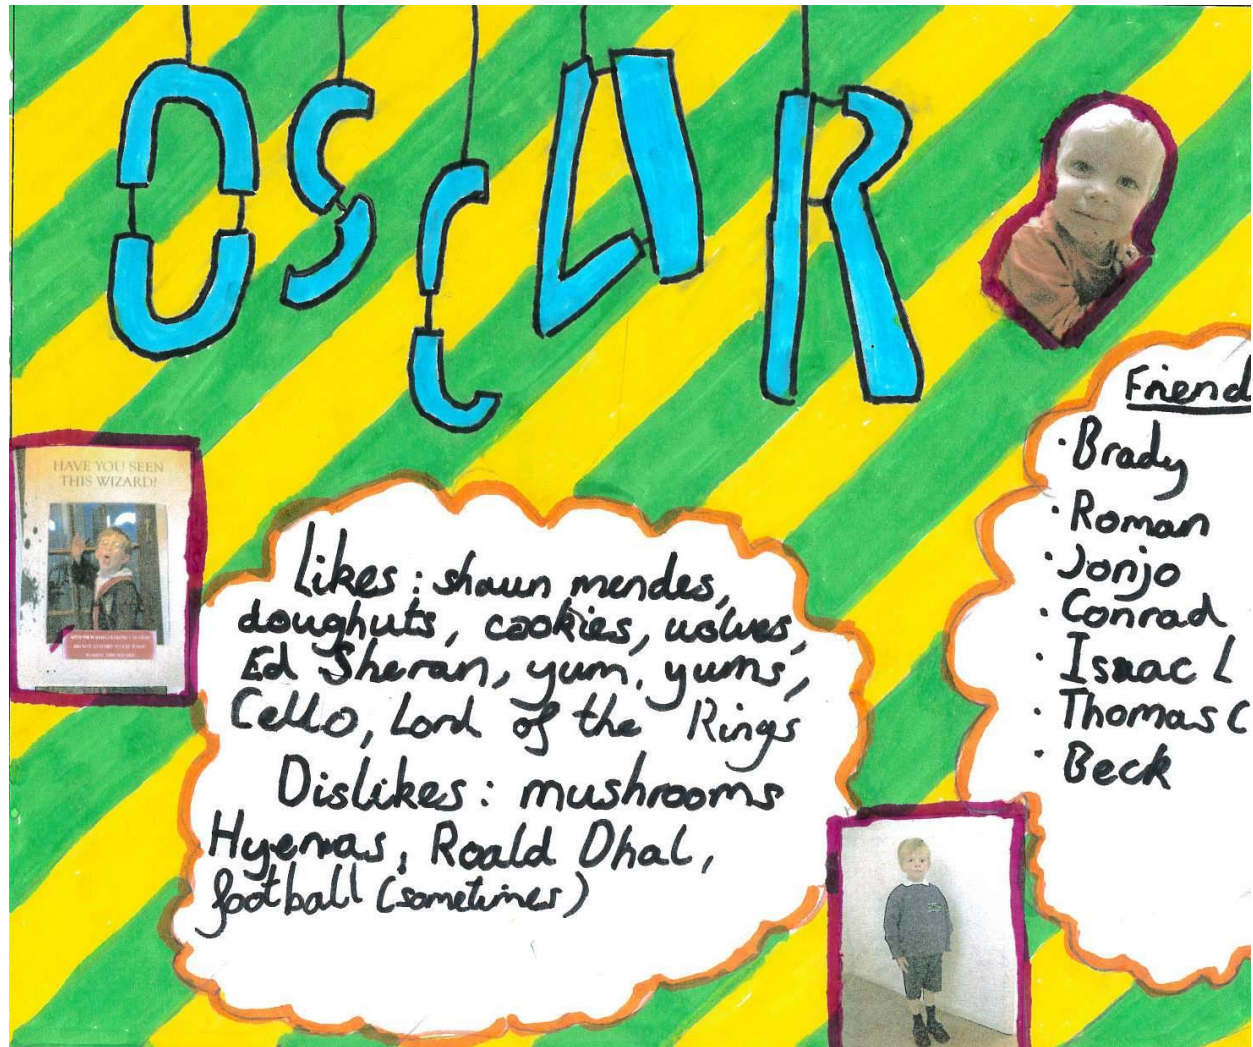 OSCAR
HAVE YOU SEEN
THIS WIZARD?
Likes: shawn mendes,
doughuts, cookies, wolves,
Ed Sheran, yum, yums,
Cello, Lord of the Rings
Dislikes: mushrooms
Hyenas, Roald Dhal,
football (sometimes)
Friend
·Brady
·Roman
·Jonjo
·Conrad
·Isaac L
·Thomas C
·Beck